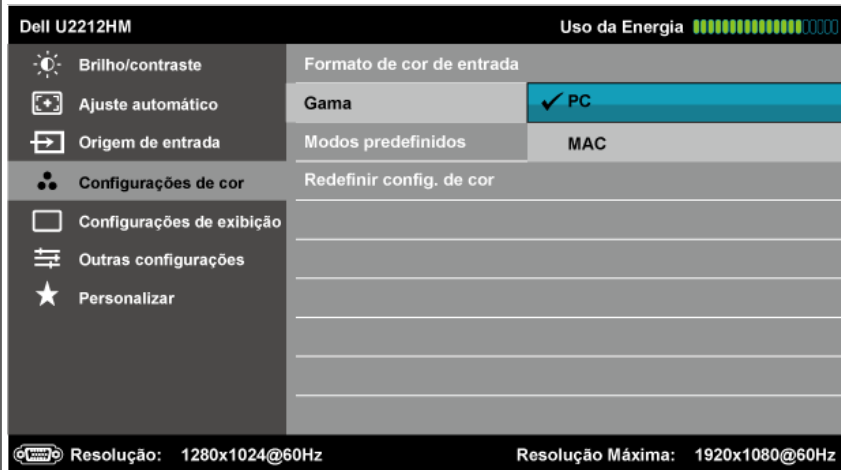 Dell U2212HM Uso da Energia
Brilho/contraste
Ajuste automático
Origem de entrada
Configurações de cor
Configurações de exibição
Outras configurações
Personalizar
Formato de cor de entrada
Gama
Modos predefinidos
Redefinir config. de cor
PC
MAC
Resolução: 1280x1024@60Hz Resolução Máxima: 1920x1080@60Hz